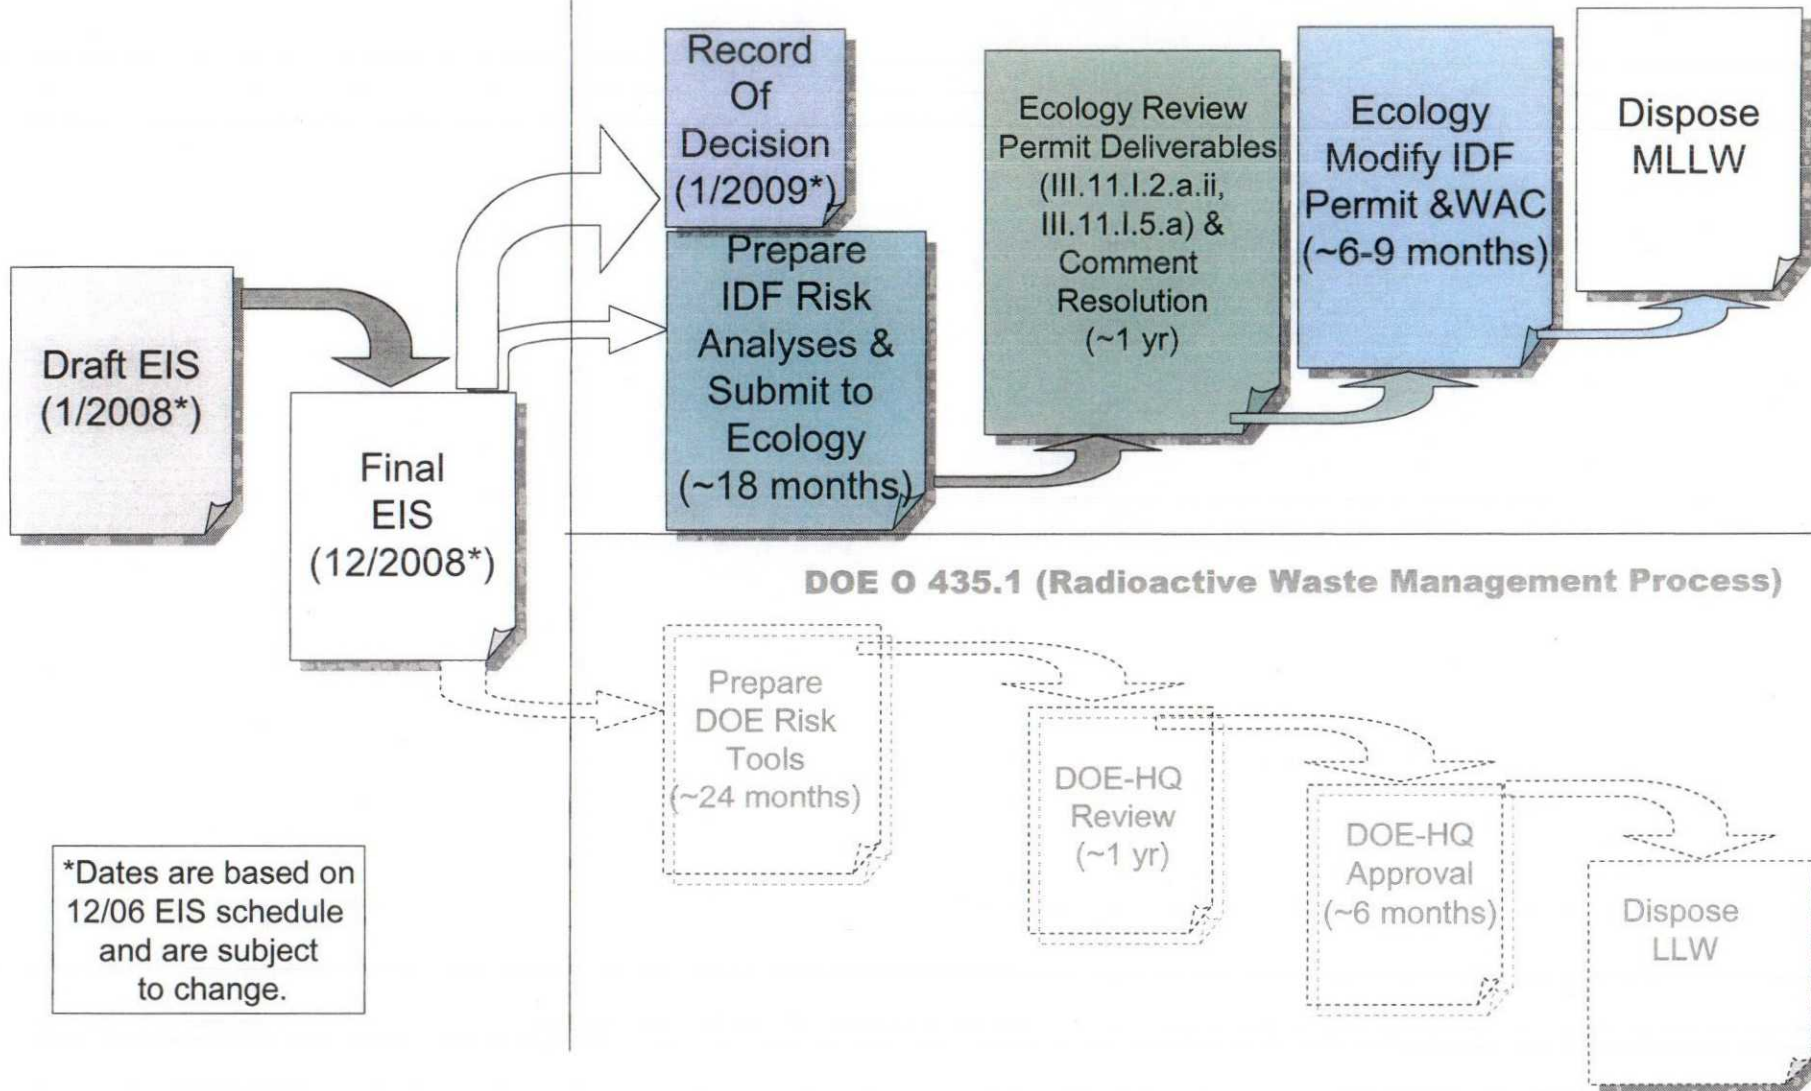 Draft EIS
(1/2008*)
Final
EIS
(12/2008*)
Record
Of
Decision
(1/2009*)
Prepare
IDF Risk
Analyses &
Submit to
Ecology
(~18 months)
Ecology Review
Permit Deliverables
(III.11.I.2.a.ii,
III.11.I.5.a) &
Comment
Resolution
(~1 yr)
Ecology
Modify IDF
Permit &WAC
(~6-9 months)
Dispose
MLLW
DOE O 435.1 (Radioactive Waste Management Process)
Prepare
DOE Risk
Tools
(~24 months)
DOE-HQ
Review
(~1 yr)
DOE-HQ
Approval
(~6 months)
Dispose
LLW
*Dates are based on
12/06 EIS schedule
and are subject
to change.